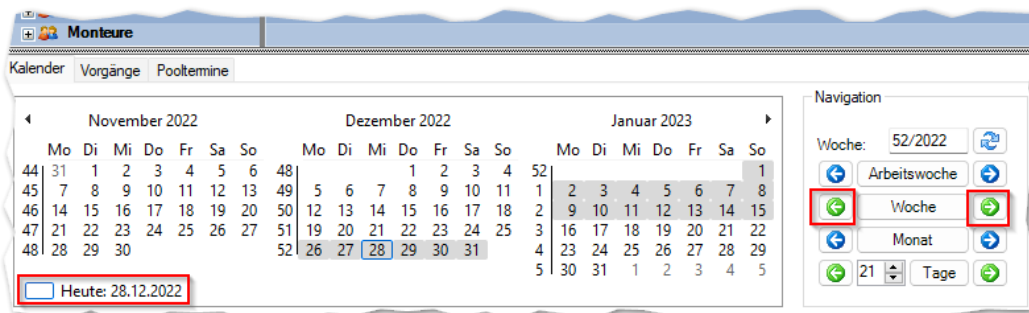 Monteure
Kalender Vorgänge Pooltermine
November 2022 Dezember 2022 Januar 2023
Mo Di Mi Do Fr Sa So Mo Di Mi Do Fr Sa So Mo Di Mi Do Fr Sa So
44 31 1 2 3 4 5 6 48 1 2 3 4 52 1
45 7 8 9 10 11 12 13 49 5 6 7 8 9 10 11 1 2 3 4 5 6 7 8
46 14 15 16 17 18 19 20 50 12 13 14 15 16 17 18 2 9 10 11 12 13 14 15
47 21 22 23 24 25 26 27 51 19 20 21 22 23 24 25 3 16 17 18 19 20 21 22
48 28 29 30 52 26 27 28 29 30 31 4 23 24 25 26 27 28 29
5 30 31 1 2 3 4 5
Heute: 28.12.2022
Navigation
Woche: 52/2022
Arbeitswoche
Woche
Monat
21 Tage